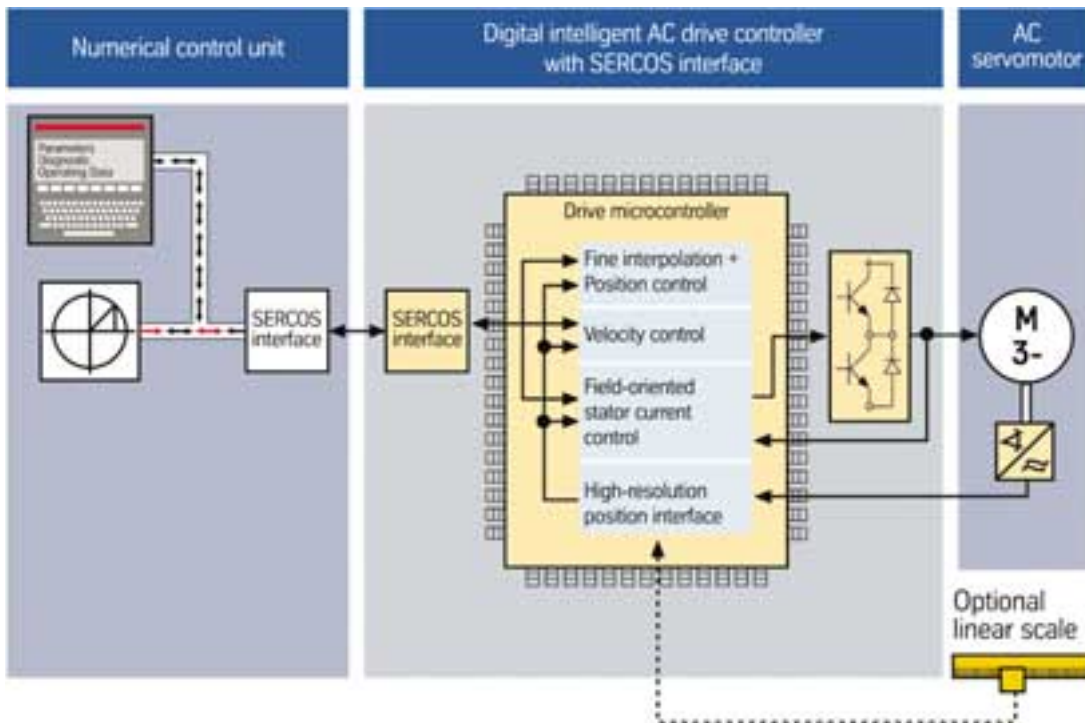 Numerical control unit
Digital intelligent AC drive controller
with SERCOS interface
AC
servomotor
Parameters
Diagnostic
Operating Data
SERCOS
interface
SERCOS
interface
Drive microcontroller
Fine interpolation +
Position control
Velocity control
Field-oriented
stator current
control
High-resolution
position interface
M
3~
Optional
linear scale